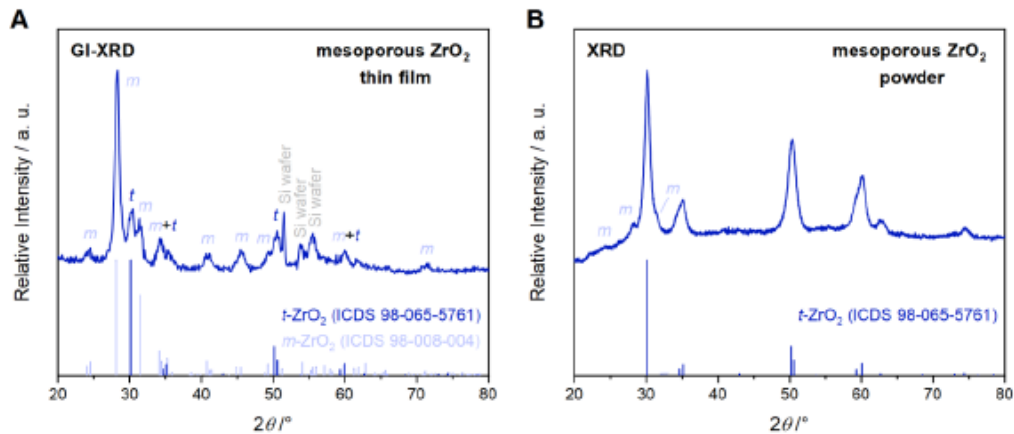 A
GI-XRD
mesoporous ZrO₂
thin film
Relative Intensity / a. u.
m
m
t
m
m+t
m
m
m
t
Si wafer
Si wafer
Si wafer
m+t
m
t-ZrO₂ (ICDS 98-065-5761)
m-ZrO₂ (ICDS 98-008-004)
20 30 40 50 60 70 80
2θ /°
B
XRD
mesoporous ZrO₂
powder
Relative Intensity / a. u.
m
m
t-ZrO₂ (ICDS 98-065-5761)
20 30 40 50 60 70 80
2θ /°